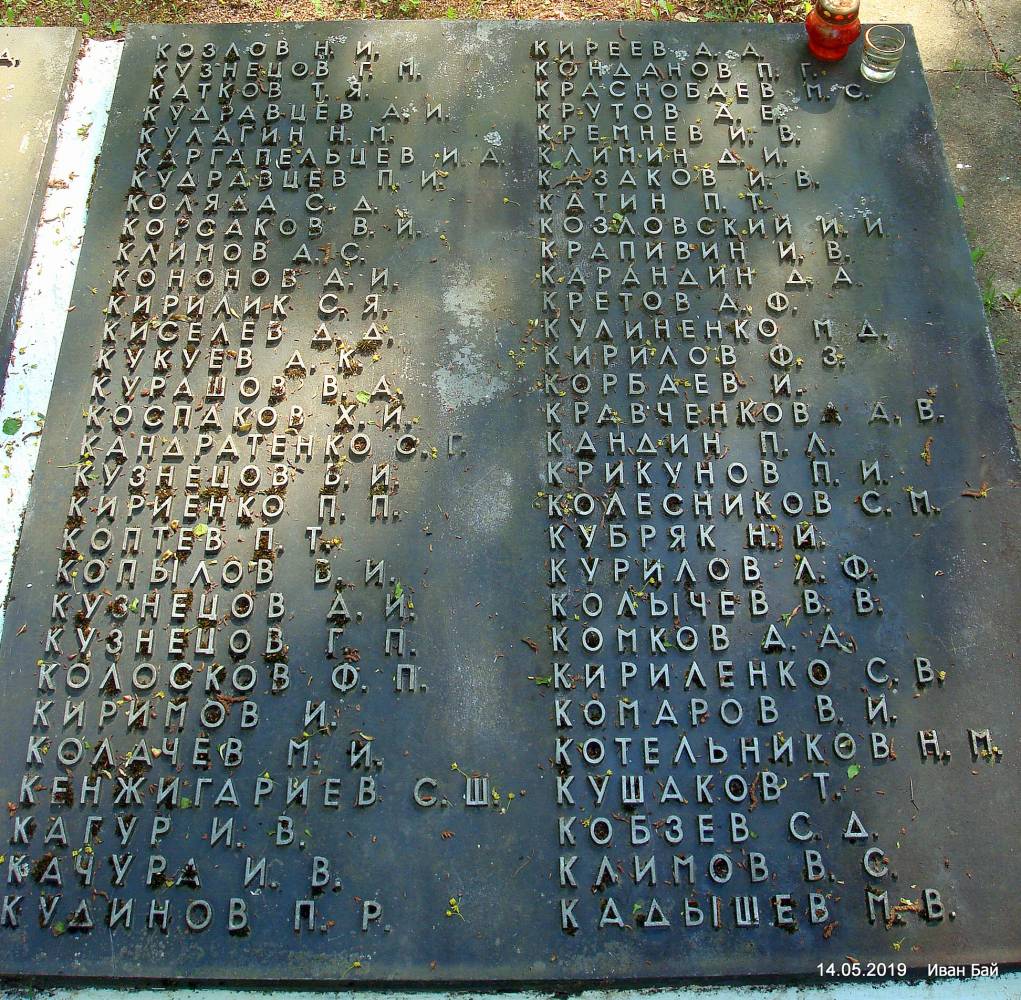 КОЗЛОВ Н. И.
КУЗНЕЦОВ Г. М.
КАТКОВ Т. Я.
КУДРАВЦЕВ А. И.
КУЛАГИН Н. М.
КАРГАПЕЛЬЦЕВ И. А.
КУДРАВЦЕВ П. И.
КОЛЯДА С. Д.
КОРСАКОВ В. И.
КЛИМОВ А. С.
КОНОНОВ А. И.
КИРИЛИК С. Я.
КИСЕЛЕВ Д. Д.
КУКУЕВ А. К.
КУРАШОВ В. А.
КОСПАКОВ Х. И.
КАНДРАТЕНКО С. Г.
КУЗНЕЦОВ В. И.
КИРИЕНКО П. П.
КОПТЕВ П. Т.
КОПЫЛОВ В. И.
КУЗНЕЦОВ А. И.
КУЗНЕЦОВ Г. П.
КОЛОСКОВ Ф. П.
КИРИМОВ И.
КОЛАЧЕВ М. И.
КЕНЖИГАРИЕВ С. Ш.
КАГУР И. В.
КАЧУРА И. В.
КУДИНОВ П. Р.
КИРЕЕВ А. А.
КОНДАНОВ П. Г.
КРАСНОБАЕВ М. С.
КРУТОВ А. Е.
КРЕМНЕВ И. В.
КЛИМИН Д. И.
КАЗАКОВ И. В.
КАТИН П. Т.
КОЗЛОВСКИЙ И. И.
КРАПИВИН И. В.
КАРАНДИН Д. А.
КРЕТОВ А. Ф.
КУЛИНЕНКО М. Д.
КИРИЛОВ Ф. З.
КОРБАЕВ И.
КРАВЧЕНКОВ А. В.
КАНДИН П. Л.
КРИКУНОВ П. И.
КОЛЕСНИКОВ С. М.
КУБРЯК Н. И.
КУРИЛОВ Л. Ф.
КОЛЫЧЕВ В. В.
КОМКОВ Д. А.
КИРИЛЕНКО С. В.
КОМАРОВ В. И.
КОТЕЛЬНИКОВ Н. М.
КУШАКОВ Т.
КОБЗЕВ С. Д.
КЛИМОВ В. С.
КАДЫШЕВ М. В.
14.05.2019 Иван Бай